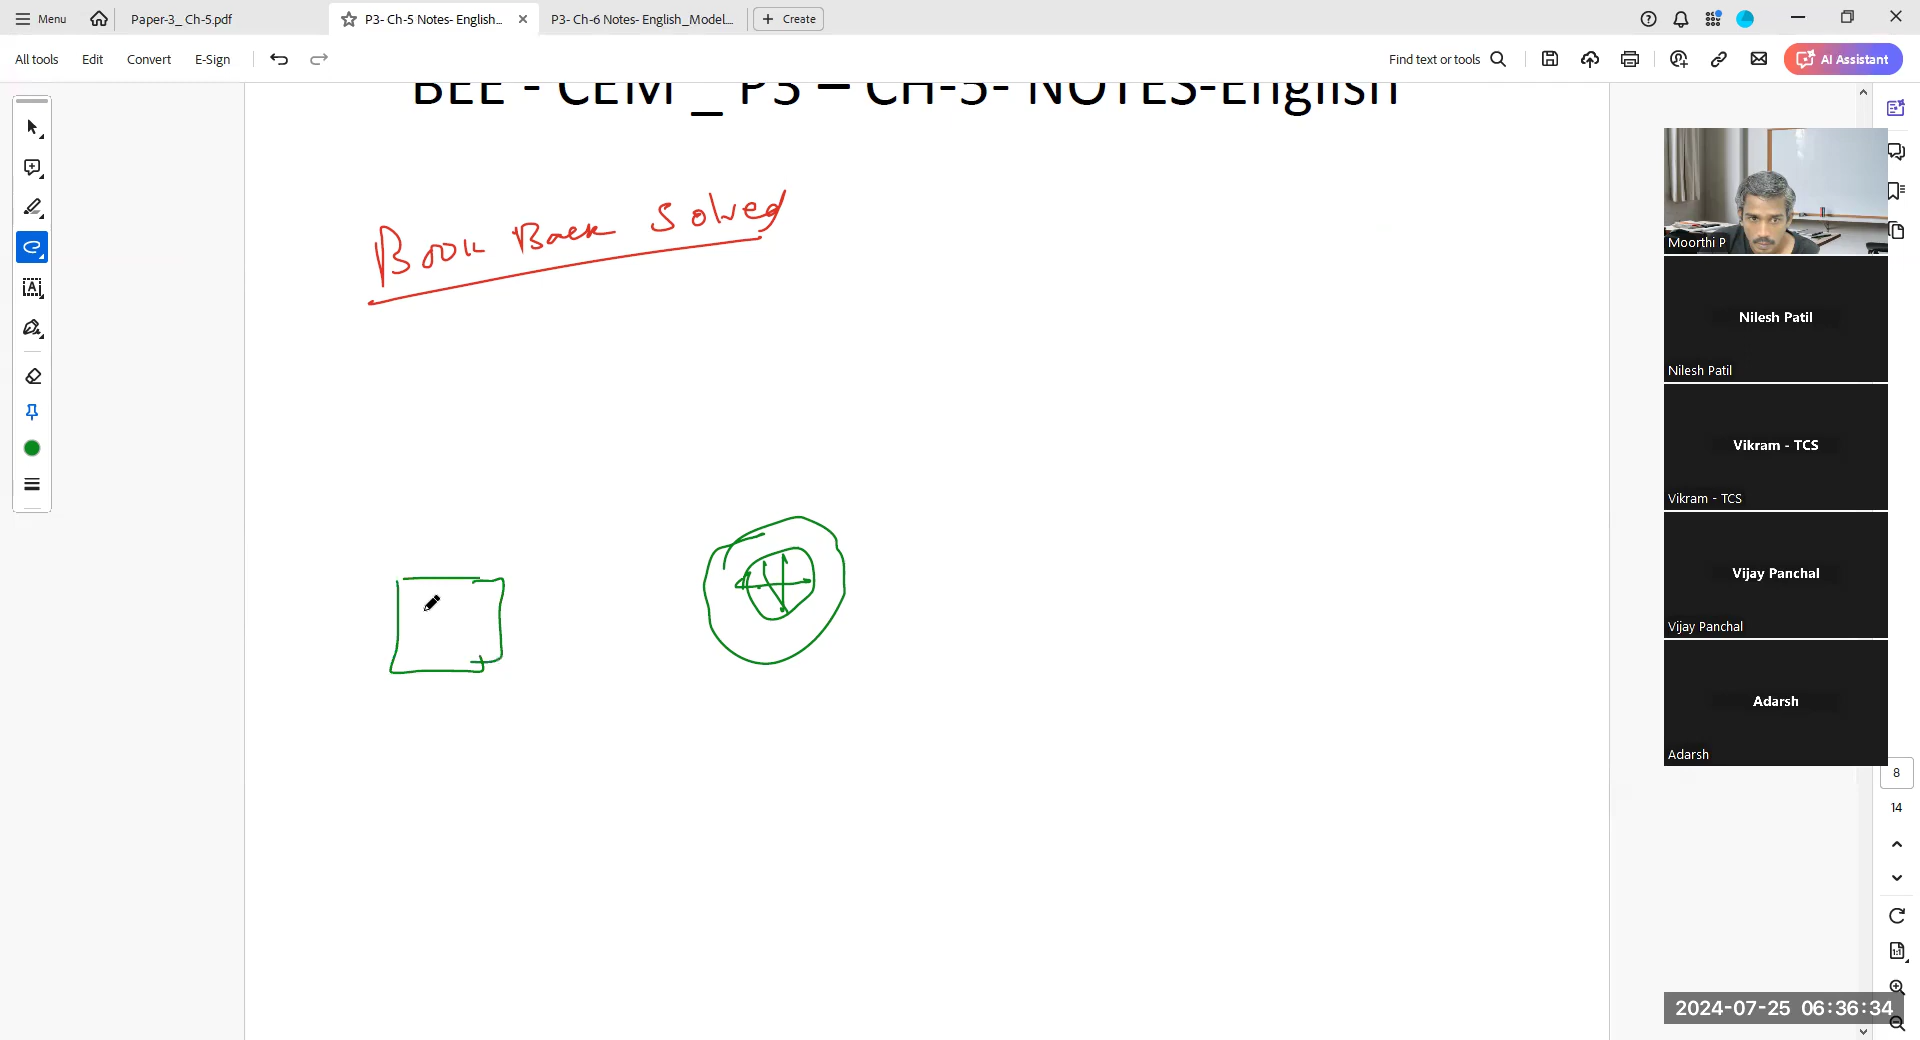 Menu Paper-3_ Ch-5.pdf P3- Ch-5 Notes- English... P3- Ch-6 Notes- English_Model... Create
All tools Edit Convert E-Sign Find text or tools AI Assistant
BEE - CEM _ P3 – CH-5- NOTES-English
Book Back Solved
Moorthi P
Nilesh Patil
Nilesh Patil
Vikram - TCS
Vikram - TCS
Vijay Panchal
Vijay Panchal
Adarsh
Adarsh
8
14
2024-07-25 06:36:34